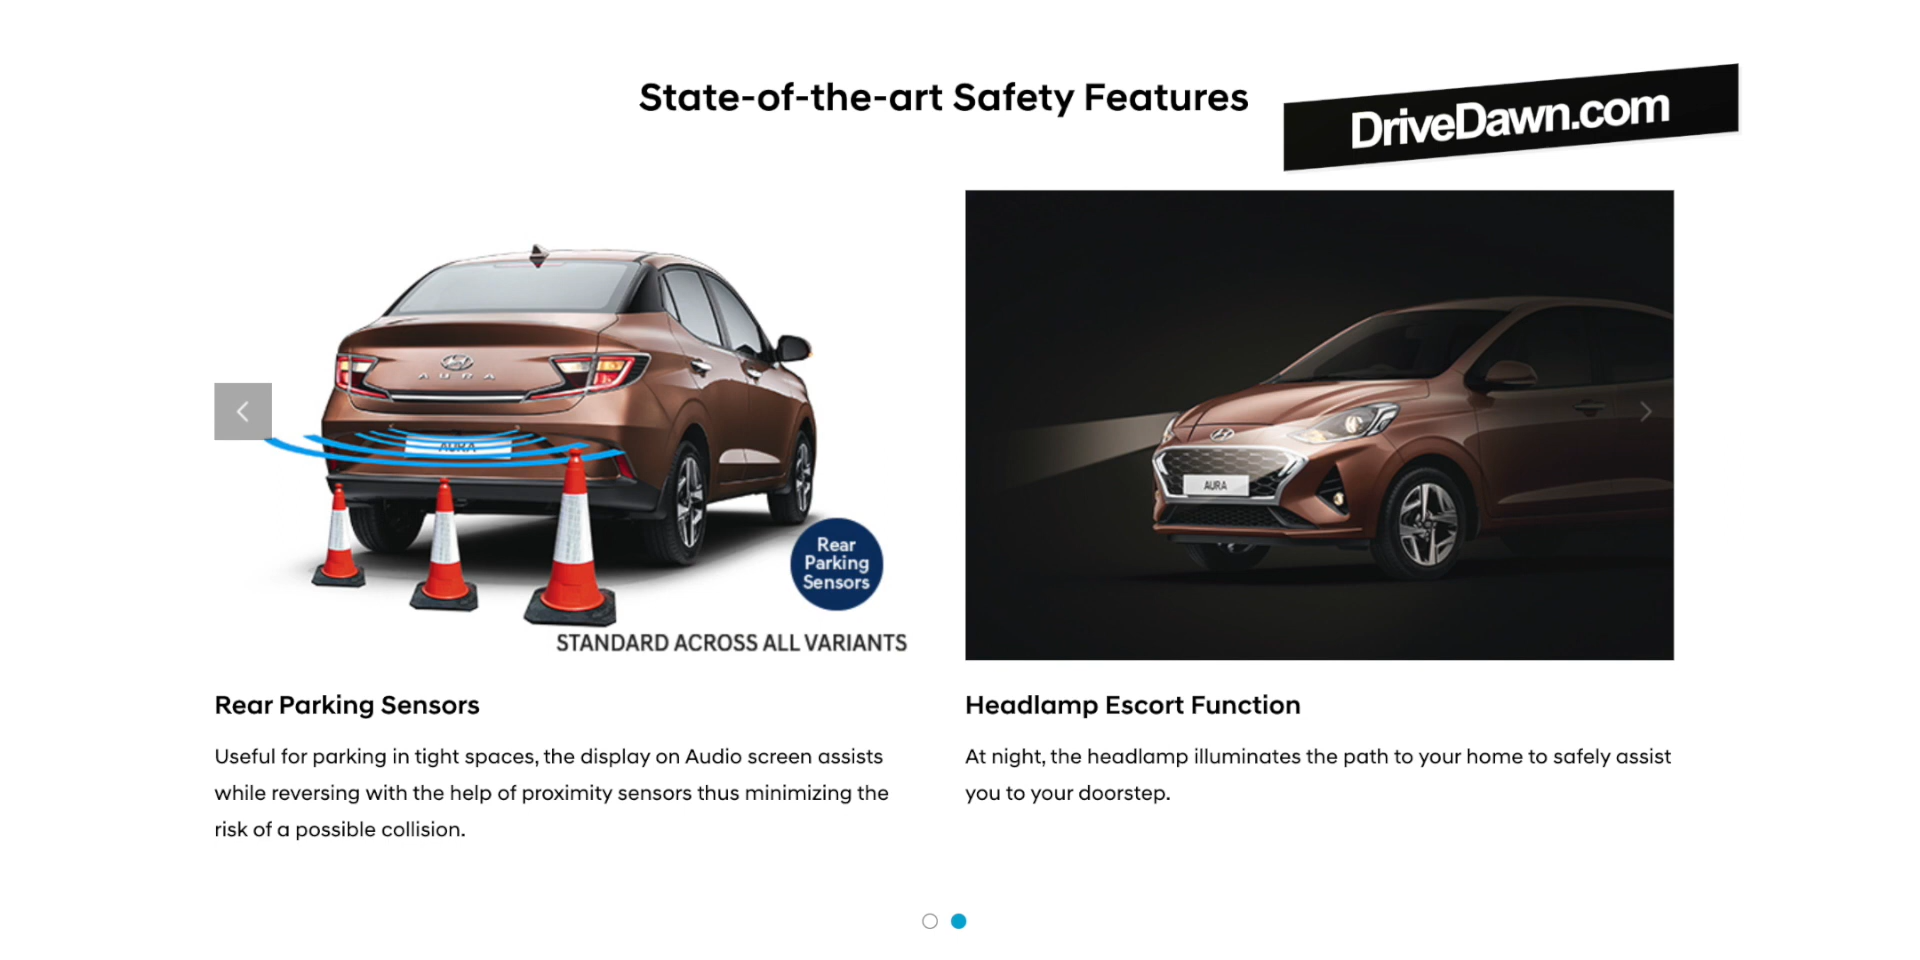 State-of-the-art Safety Features
DriveDawn.com
AURA
AURA
Rear
Parking
Sensors
STANDARD ACROSS ALL VARIANTS
AURA
Rear Parking Sensors
Useful for parking in tight spaces, the display on Audio screen assists
while reversing with the help of proximity sensors thus minimizing the
risk of a possible collision.
Headlamp Escort Function
At night, the headlamp illuminates the path to your home to safely assist
you to your doorstep.